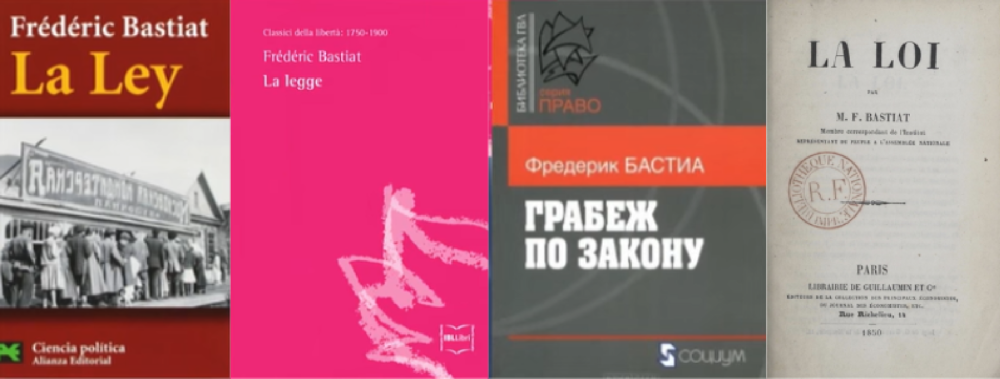 Frédéric Bastiat
La Ley
Ciencia política
Alianza Editorial
Classici della libertà: 1750-1900
Frédéric Bastiat
La legge
IBL Libri
БИБЛИОТЕКА ГВЛ
серия
ПРАВО
Фредерик БАСТИА
ГРАБЕЖ
ПО ЗАКОНУ
социум
LA LOI
PAR
M. F. BASTIAT
Membre correspondant de l'Institut
REPRÉSENTANT DU PEUPLE A L'ASSEMBLÉE NATIONALE
BIBLIOTHEQUE NATIONALE
R.F.
IMPR.
PARIS
LIBRAIRIE DE GUILLAUMIN ET Cie
ÉDITEURS DE LA COLLECTION DES PRINCIPAUX ÉCONOMISTES,
DU JOURNAL DES ÉCONOMISTES, ETC.
Rue Richelieu, 14
1850